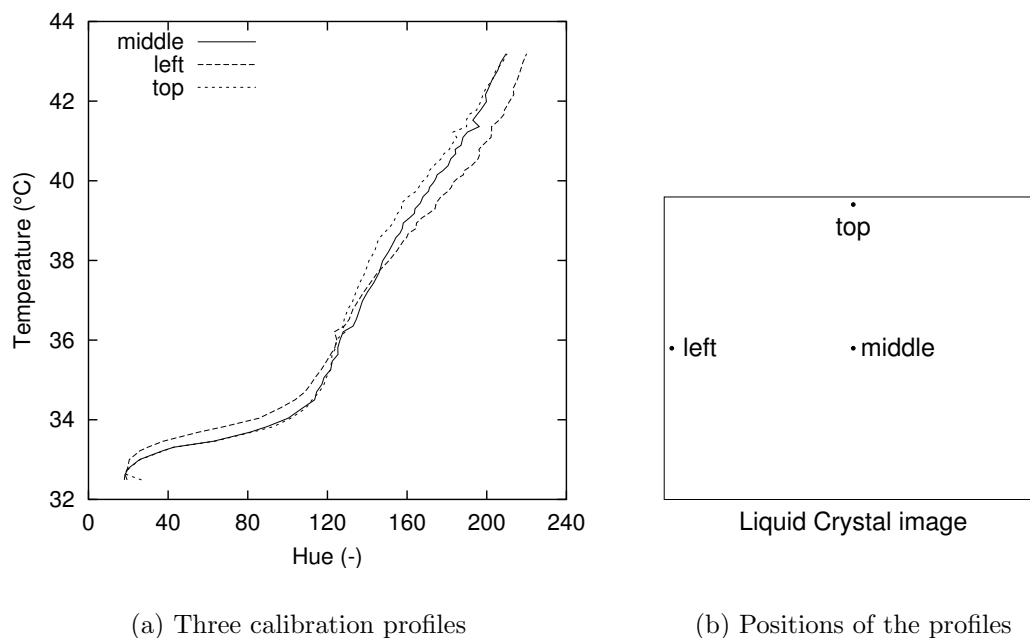 44
42
40
38
36
34
32
0 40 80 120 160 200 240
Temperature (°C)
Hue (-)
middle
left
top
top
left
middle
Liquid Crystal image
(a) Three calibration profiles
(b) Positions of the profiles